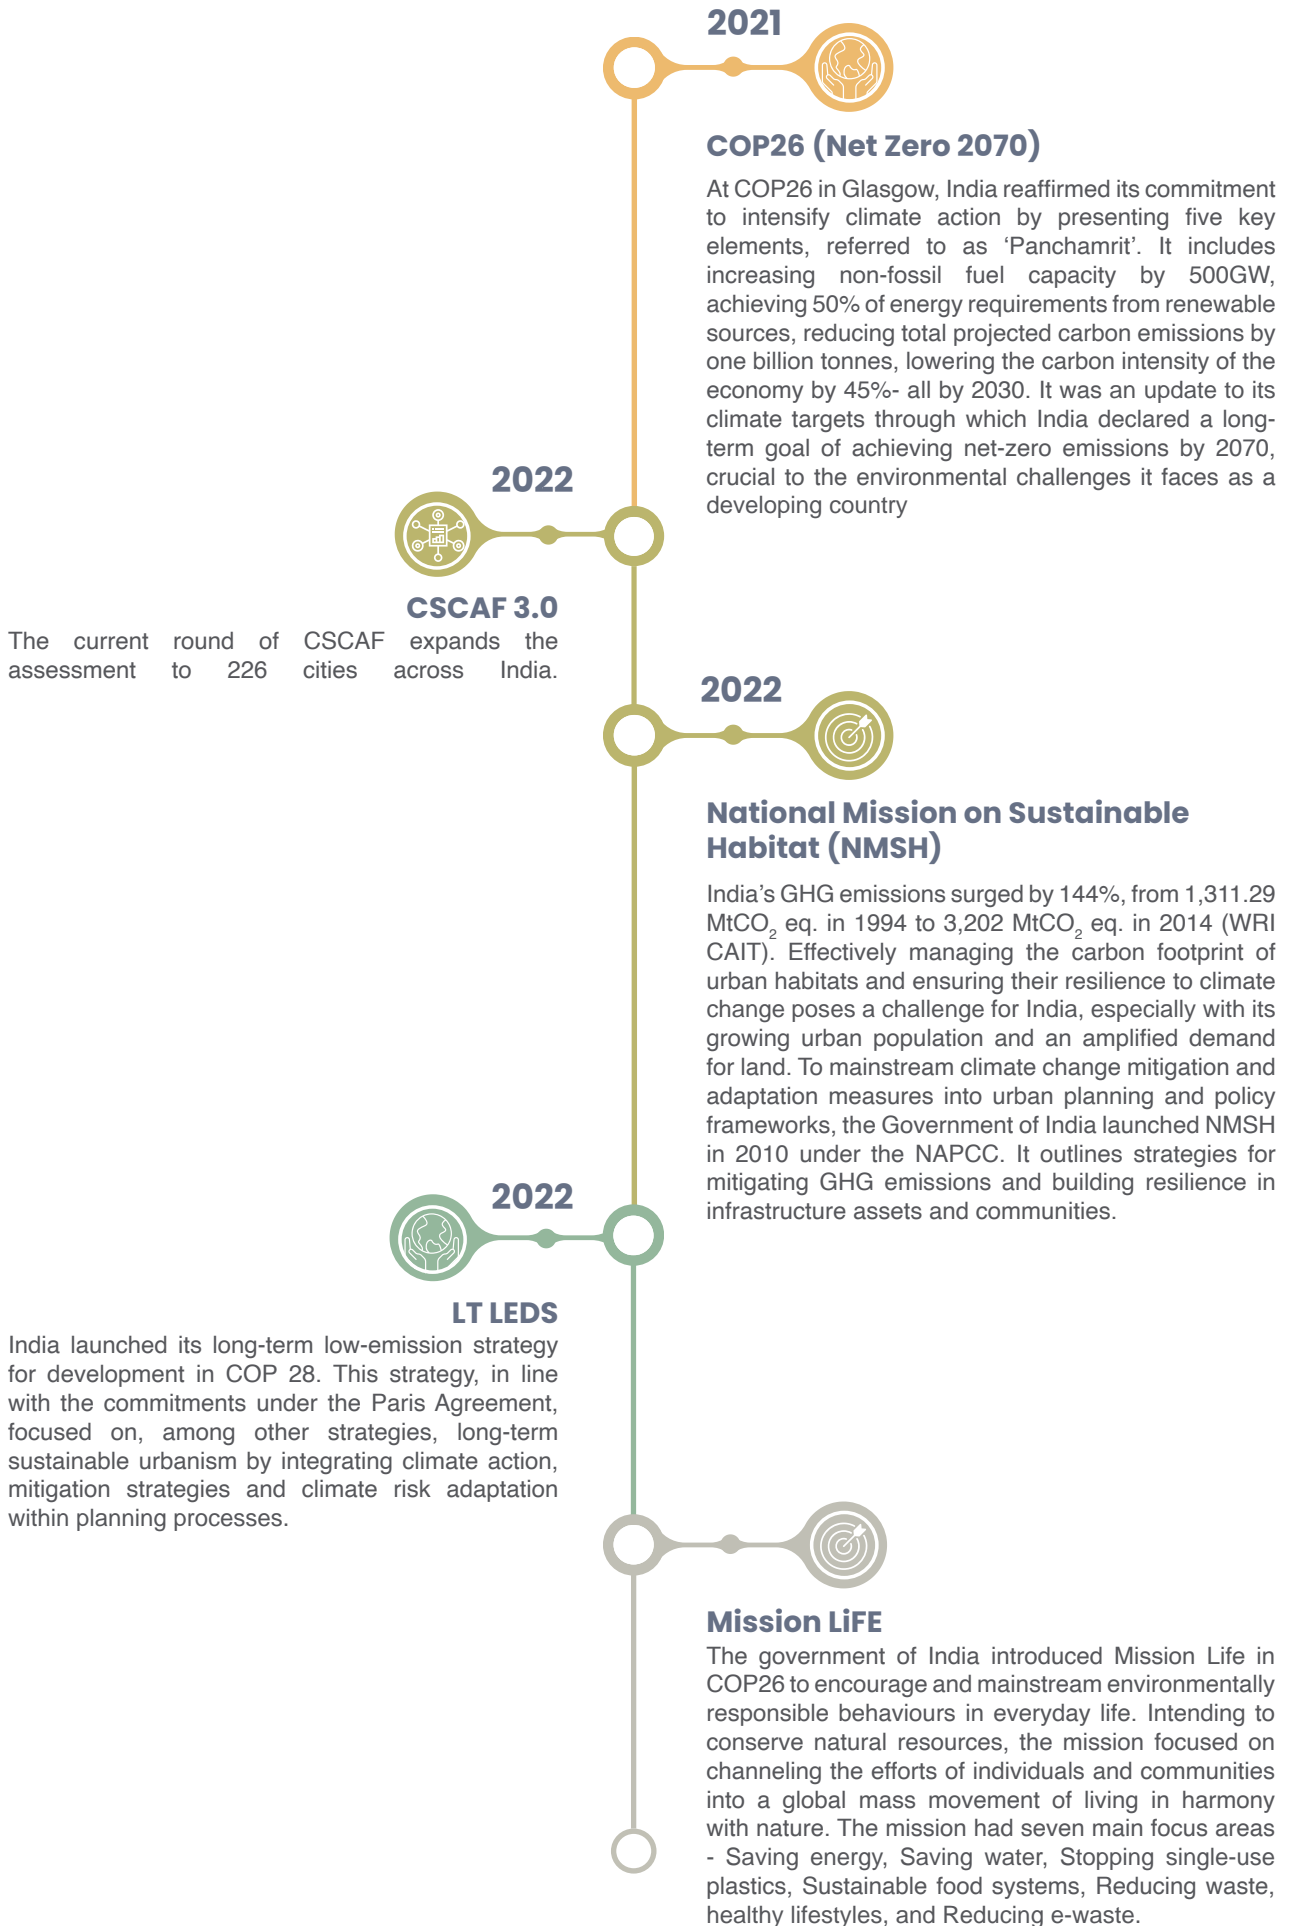 2021
COP26 (Net Zero 2070)
At COP26 in Glasgow, India reaffirmed its commitment
to intensify climate action by presenting five key
elements, referred to as ‘Panchamrit’. It includes
increasing non-fossil fuel capacity by 500GW,
achieving 50% of energy requirements from renewable
sources, reducing total projected carbon emissions by
one billion tonnes, lowering the carbon intensity of the
economy by 45%- all by 2030. It was an update to its
climate targets through which India declared a long-
term goal of achieving net-zero emissions by 2070,
crucial to the environmental challenges it faces as a
developing country
2022
CSCAF 3.0
The current round of CSCAF expands the
assessment to 226 cities across India.
2022
National Mission on Sustainable
Habitat (NMSH)
India’s GHG emissions surged by 144%, from 1,311.29
MtCO₂ eq. in 1994 to 3,202 MtCO₂ eq. in 2014 (WRI
CAIT). Effectively managing the carbon footprint of
urban habitats and ensuring their resilience to climate
change poses a challenge for India, especially with its
growing urban population and an amplified demand
for land. To mainstream climate change mitigation and
adaptation measures into urban planning and policy
frameworks, the Government of India launched NMSH
in 2010 under the NAPCC. It outlines strategies for
mitigating GHG emissions and building resilience in
infrastructure assets and communities.
2022
LT LEDS
India launched its long-term low-emission strategy
for development in COP 28. This strategy, in line
with the commitments under the Paris Agreement,
focused on, among other strategies, long-term
sustainable urbanism by integrating climate action,
mitigation strategies and climate risk adaptation
within planning processes.
Mission LiFE
The government of India introduced Mission Life in
COP26 to encourage and mainstream environmentally
responsible behaviours in everyday life. Intending to
conserve natural resources, the mission focused on
channeling the efforts of individuals and communities
into a global mass movement of living in harmony
with nature. The mission had seven main focus areas
- Saving energy, Saving water, Stopping single-use
plastics, Sustainable food systems, Reducing waste,
healthy lifestyles, and Reducing e-waste.